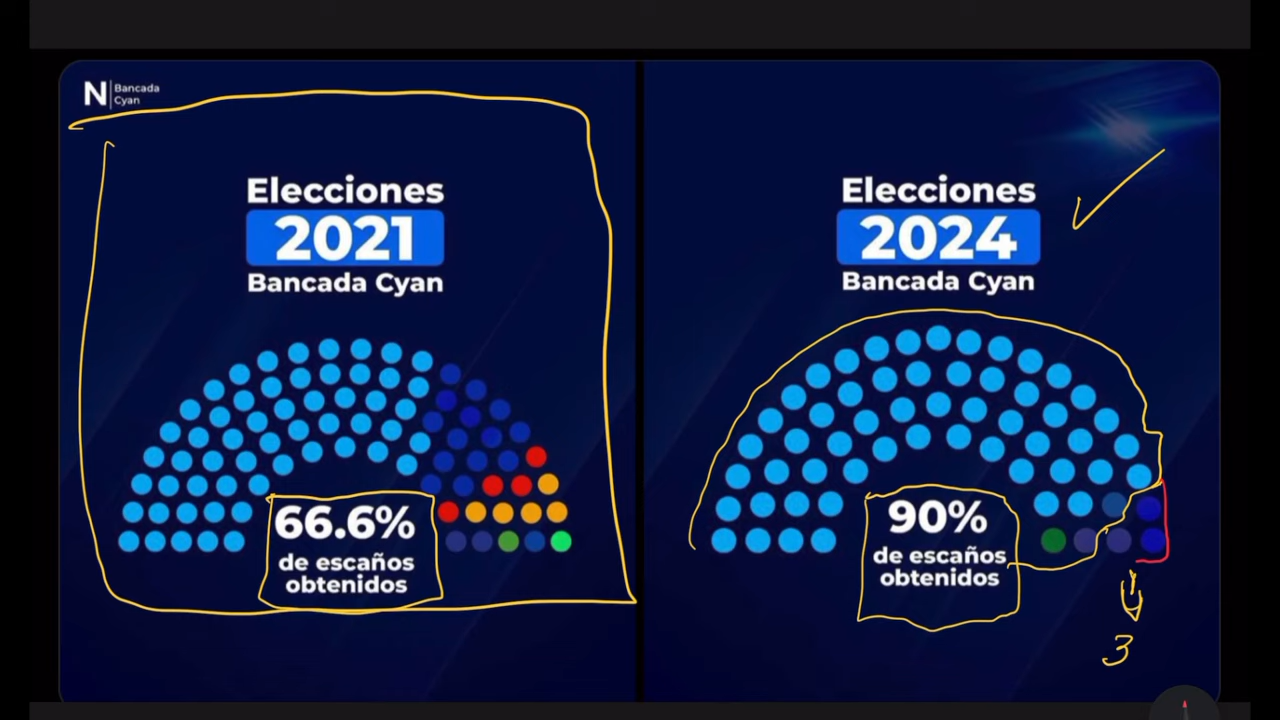 N Bancada
Cyan
Elecciones
2021
Bancada Cyan
66.6%
de escaños
obtenidos
Elecciones
2024
Bancada Cyan
90%
de escaños
obtenidos
3